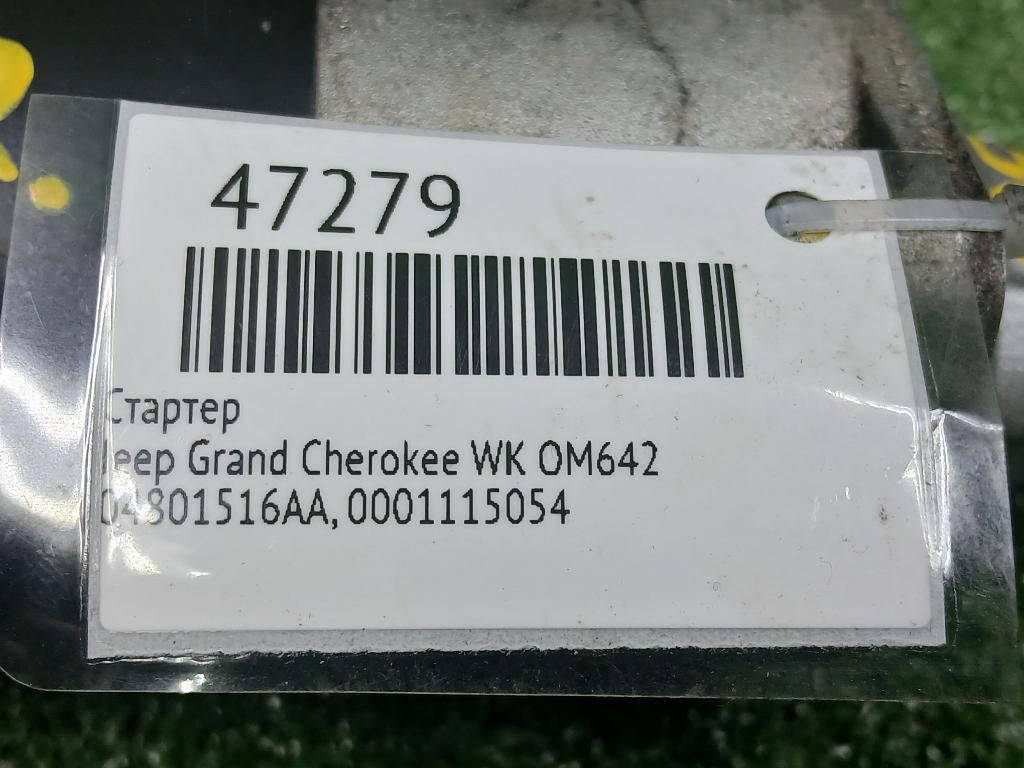 47279
Стартер
Jeep Grand Cherokee WK OM642
04801516AA, 0001115054